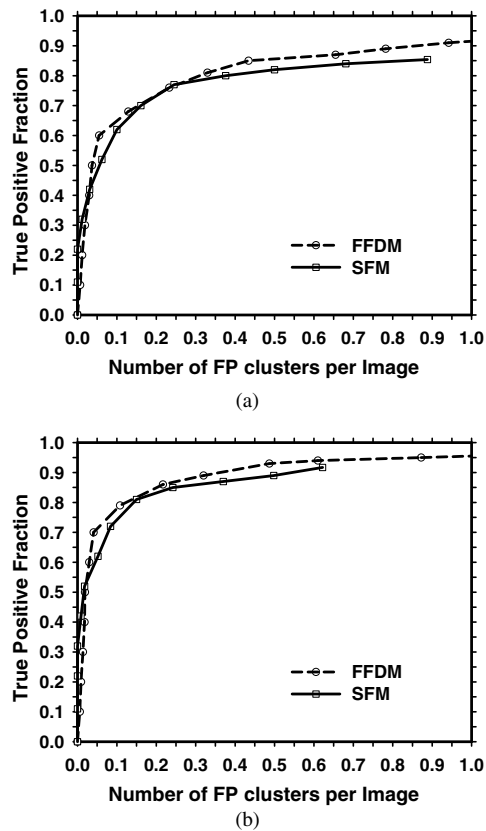 True Positive Fraction
1.0
0.9
0.8
0.7
0.6
0.5
0.4
0.3
0.2
0.1
0.0
FFDM
SFM
0.0 0.1 0.2 0.3 0.4 0.5 0.6 0.7 0.8 0.9 1.0
Number of FP clusters per Image
(a)
True Positive Fraction
1.0
0.9
0.8
0.7
0.6
0.5
0.4
0.3
0.2
0.1
0.0
FFDM
SFM
0.0 0.1 0.2 0.3 0.4 0.5 0.6 0.7 0.8 0.9 1.0
Number of FP clusters per Image
(b)